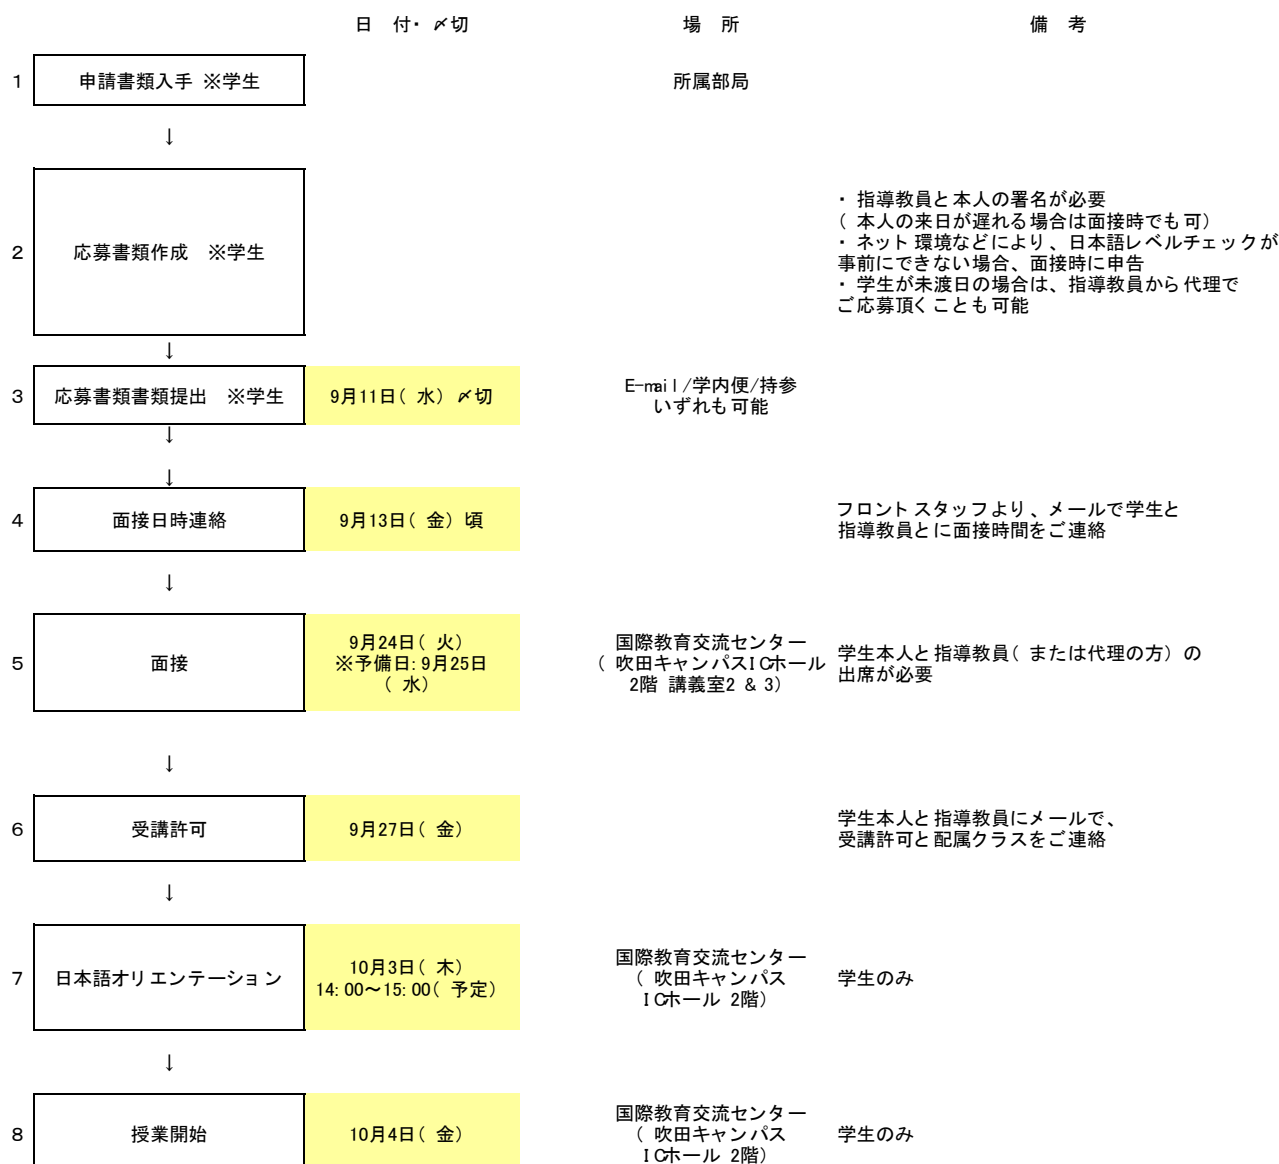 日 付・〆切 場 所 備 考
1 申請書類入手 ※学生 所属部局
↓
2 応募書類作成 ※学生
・指導教員と本人の署名が必要
(本人の来日が遅れる場合は面接時でも可)
・ネット環境などにより、日本語レベルチェックが
事前にできない場合、面接時に申告
・学生が未渡日の場合は、指導教員から代理で
ご応募頂くことも可能
↓
3 応募書類書類提出 ※学生 9月11日(水)〆切
E-mail/学内便/持参
いずれも可能
↓
↓
4 面接日時連絡 9月13日(金)頃
フロントスタッフより、メールで学生と
指導教員とに面接時間をご連絡
↓
5 面接
9月24日(火)
※予備日:9月25日
(水)
国際教育交流センター
(吹田キャンパスICホール
2階 講義室2 & 3)
学生本人と指導教員(または代理の方)の
出席が必要
↓
6 受講許可 9月27日(金)
学生本人と指導教員にメールで、
受講許可と配属クラスをご連絡
↓
7 日本語オリエンテーション
10月3日(木)
14:00～15:00(予定)
国際教育交流センター
(吹田キャンパス
ICホール 2階)
学生のみ
↓
8 授業開始 10月4日(金)
国際教育交流センター
(吹田キャンパス
ICホール 2階)
学生のみ